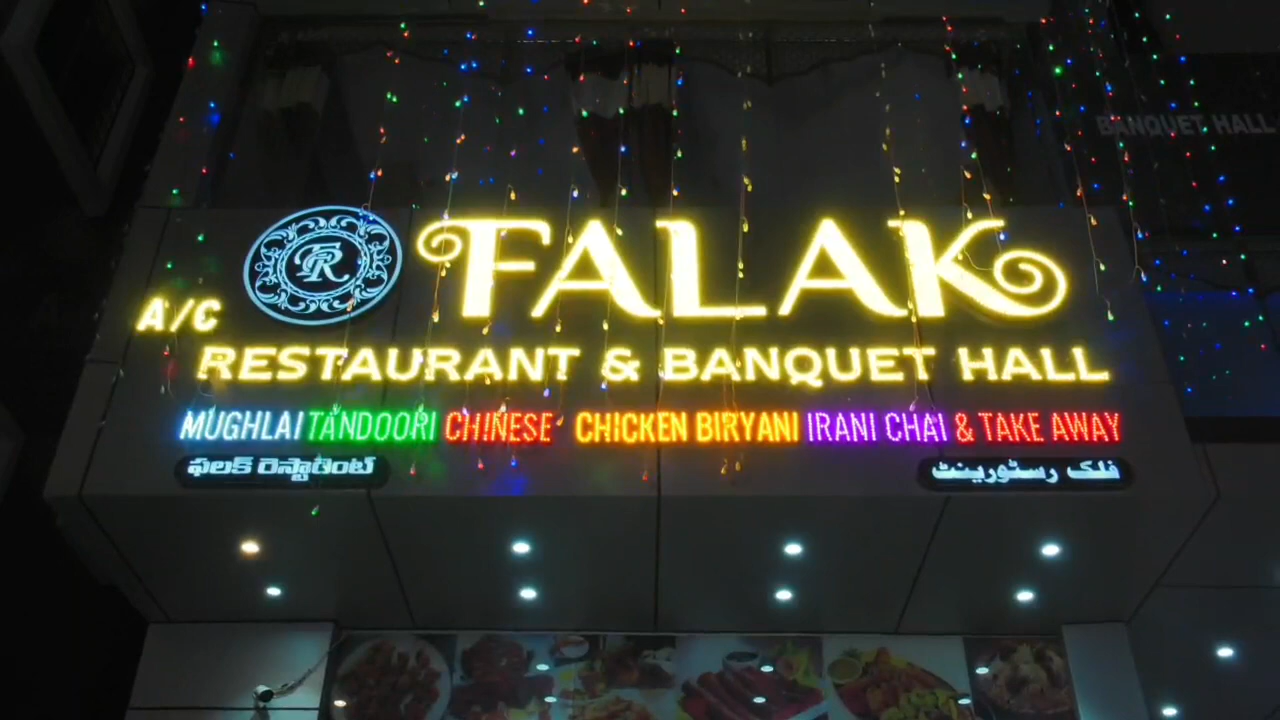 BANQUET HALL
FR
FALAK
A/C
RESTAURANT & BANQUET HALL
MUGHLAI TANDOORI CHINESE CHICKEN BIRYANI IRANI CHAI & TAKE AWAY
ఫలక్ రెస్టారెంట్
فلک رسٹورینٹ